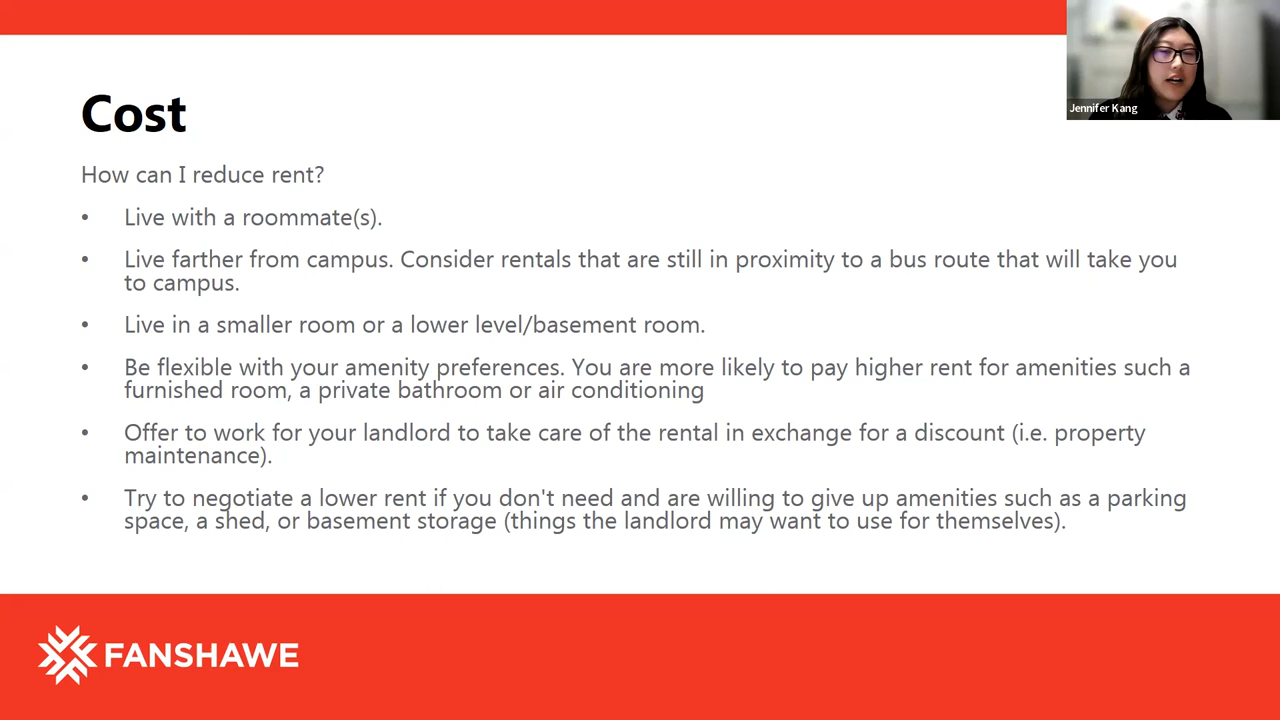 Jennifer Kang
Cost
How can I reduce rent?
• Live with a roommate(s).
• Live farther from campus. Consider rentals that are still in proximity to a bus route that will take you
to campus.
• Live in a smaller room or a lower level/basement room.
• Be flexible with your amenity preferences. You are more likely to pay higher rent for amenities such a
furnished room, a private bathroom or air conditioning
• Offer to work for your landlord to take care of the rental in exchange for a discount (i.e. property
maintenance).
• Try to negotiate a lower rent if you don't need and are willing to give up amenities such as a parking
space, a shed, or basement storage (things the landlord may want to use for themselves).
FANSHAWE